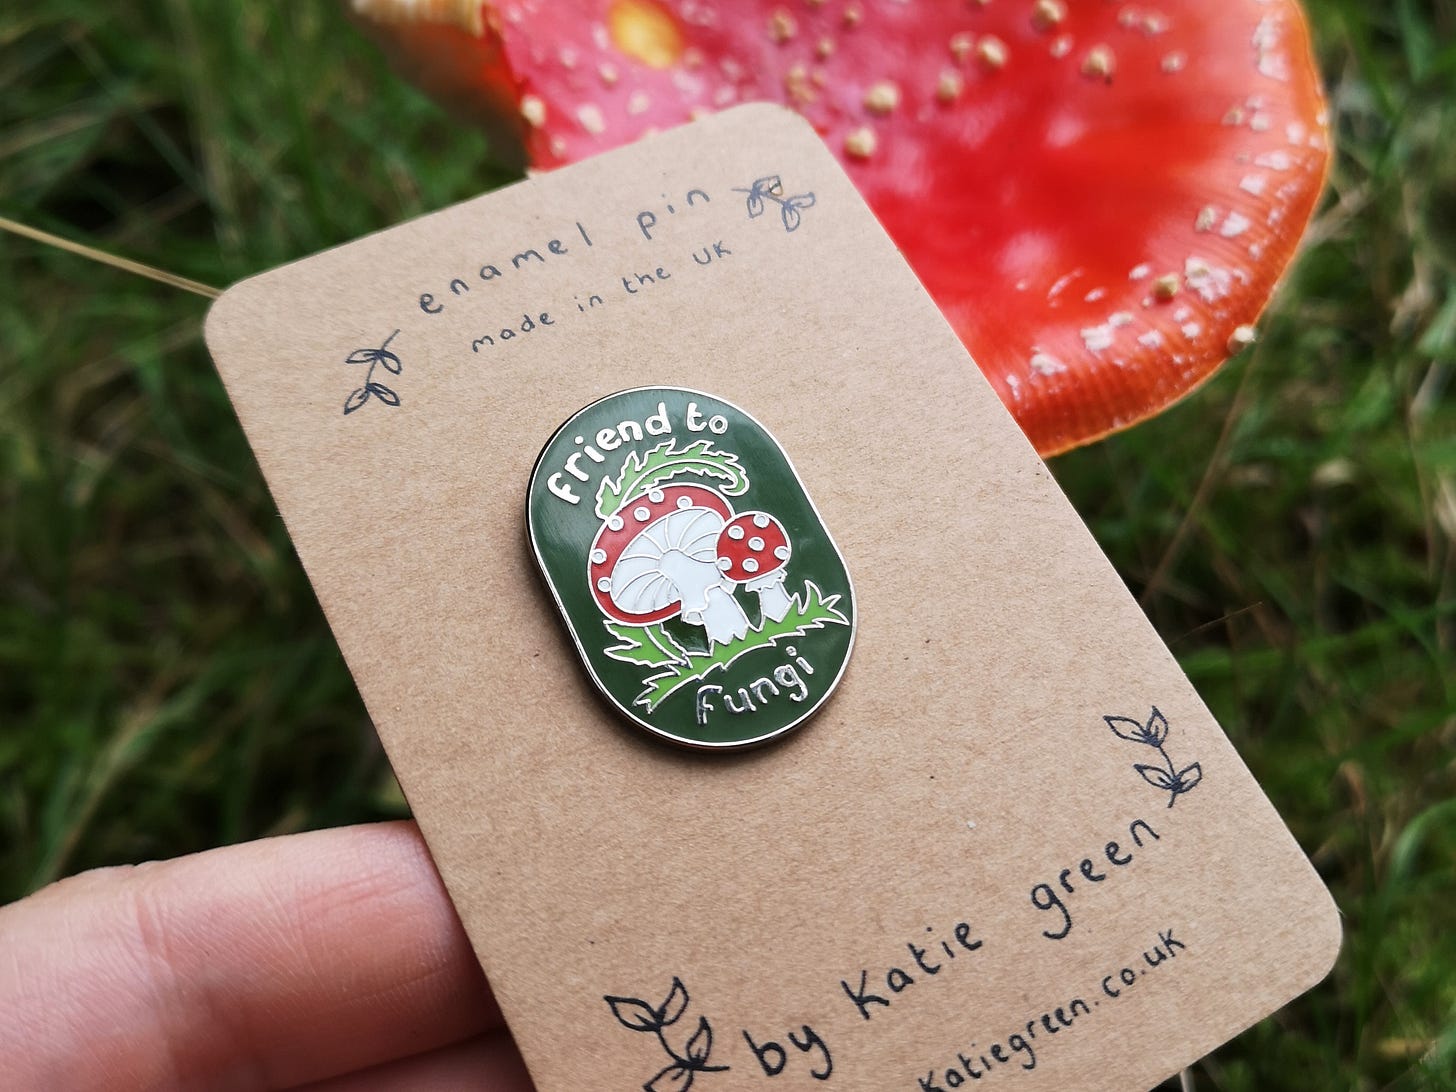 enamel pin
made in the UK
Friend to
Fungi
by Katie green
katiegreen.co.uk